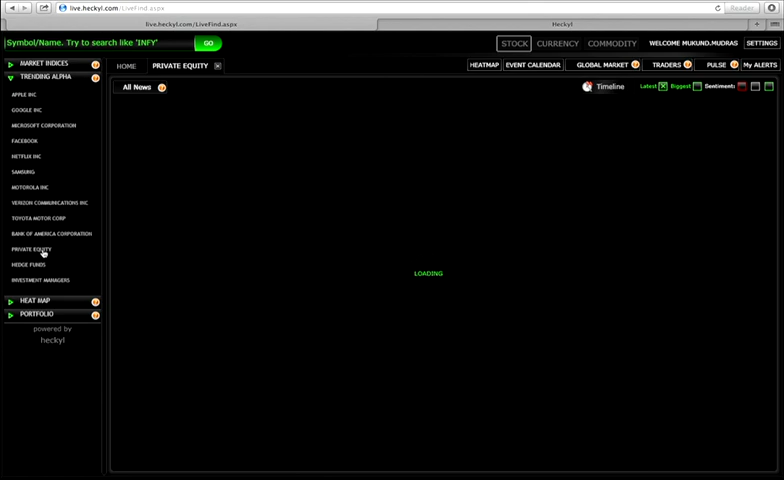 live.heckyl.com/LiveFind.aspx
Reader
live.heckyl.com/LiveFind.aspx
Heckyl
Symbol/Name. Try to search like 'INFY'
GO
STOCK
CURRENCY
COMMODITY
WELCOME MUKUND.MUDRAS
SETTINGS
MARKET INDICES
TRENDING ALPHA
HOME
PRIVATE EQUITY
HEATMAP
EVENT CALENDAR
GLOBAL MARKET
TRADERS
PULSE
My ALERTS
All News
Timeline
Latest
Biggest
Sentiment:
APPLE INC
GOOGLE INC
MICROSOFT CORPORATION
FACEBOOK
NETFLIX INC
SAMSUNG
MOTOROLA INC
VERIZON COMMUNICATIONS INC
TOYOTA MOTOR CORP
BANK OF AMERICA CORPORATION
PRIVATE EQUITY
HEDGE FUNDS
INVESTMENT MANAGERS
HEAT MAP
PORTFOLIO
powered by
heckyl
LOADING